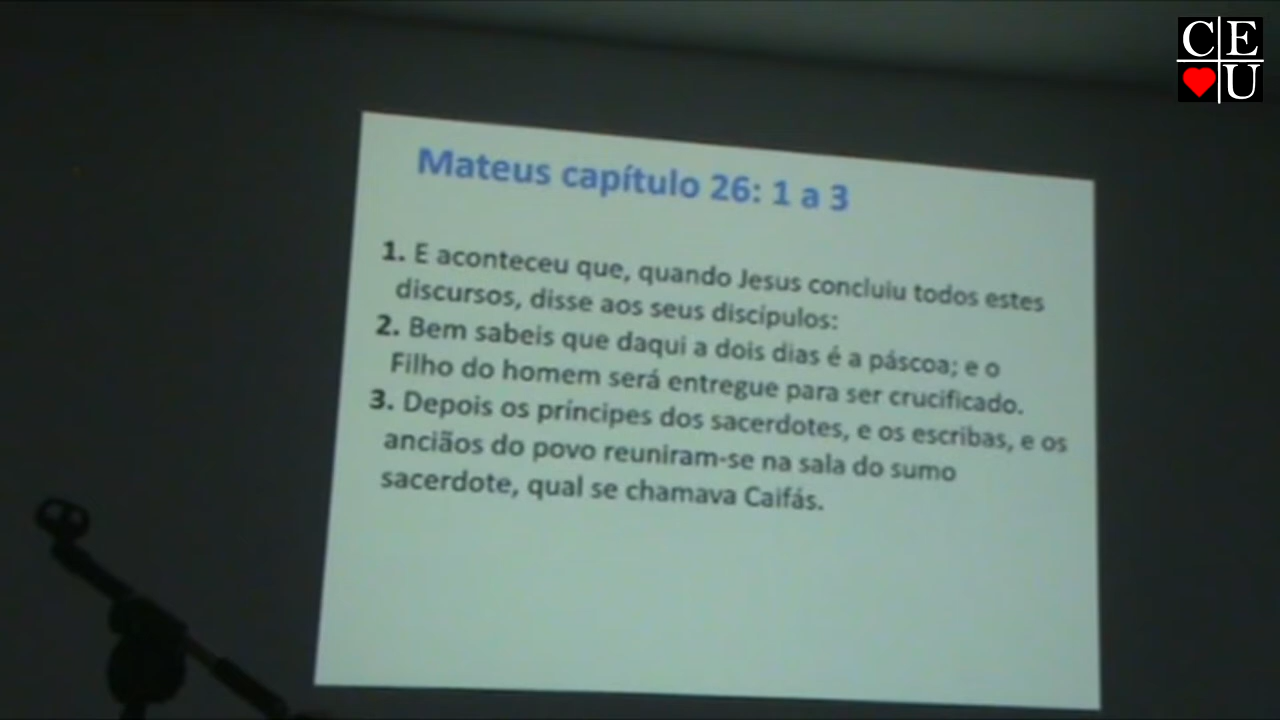 CE
U
Mateus capítulo 26: 1 a 3
1. E aconteceu que, quando Jesus concluiu todos estes
discursos, disse aos seus discípulos:
2. Bem sabeis que daqui a dois dias é a páscoa; e o
Filho do homem será entregue para ser crucificado.
3. Depois os príncipes dos sacerdotes, e os escribas, e os
anciãos do povo reuniram-se na sala do sumo
sacerdote, qual se chamava Caifás.